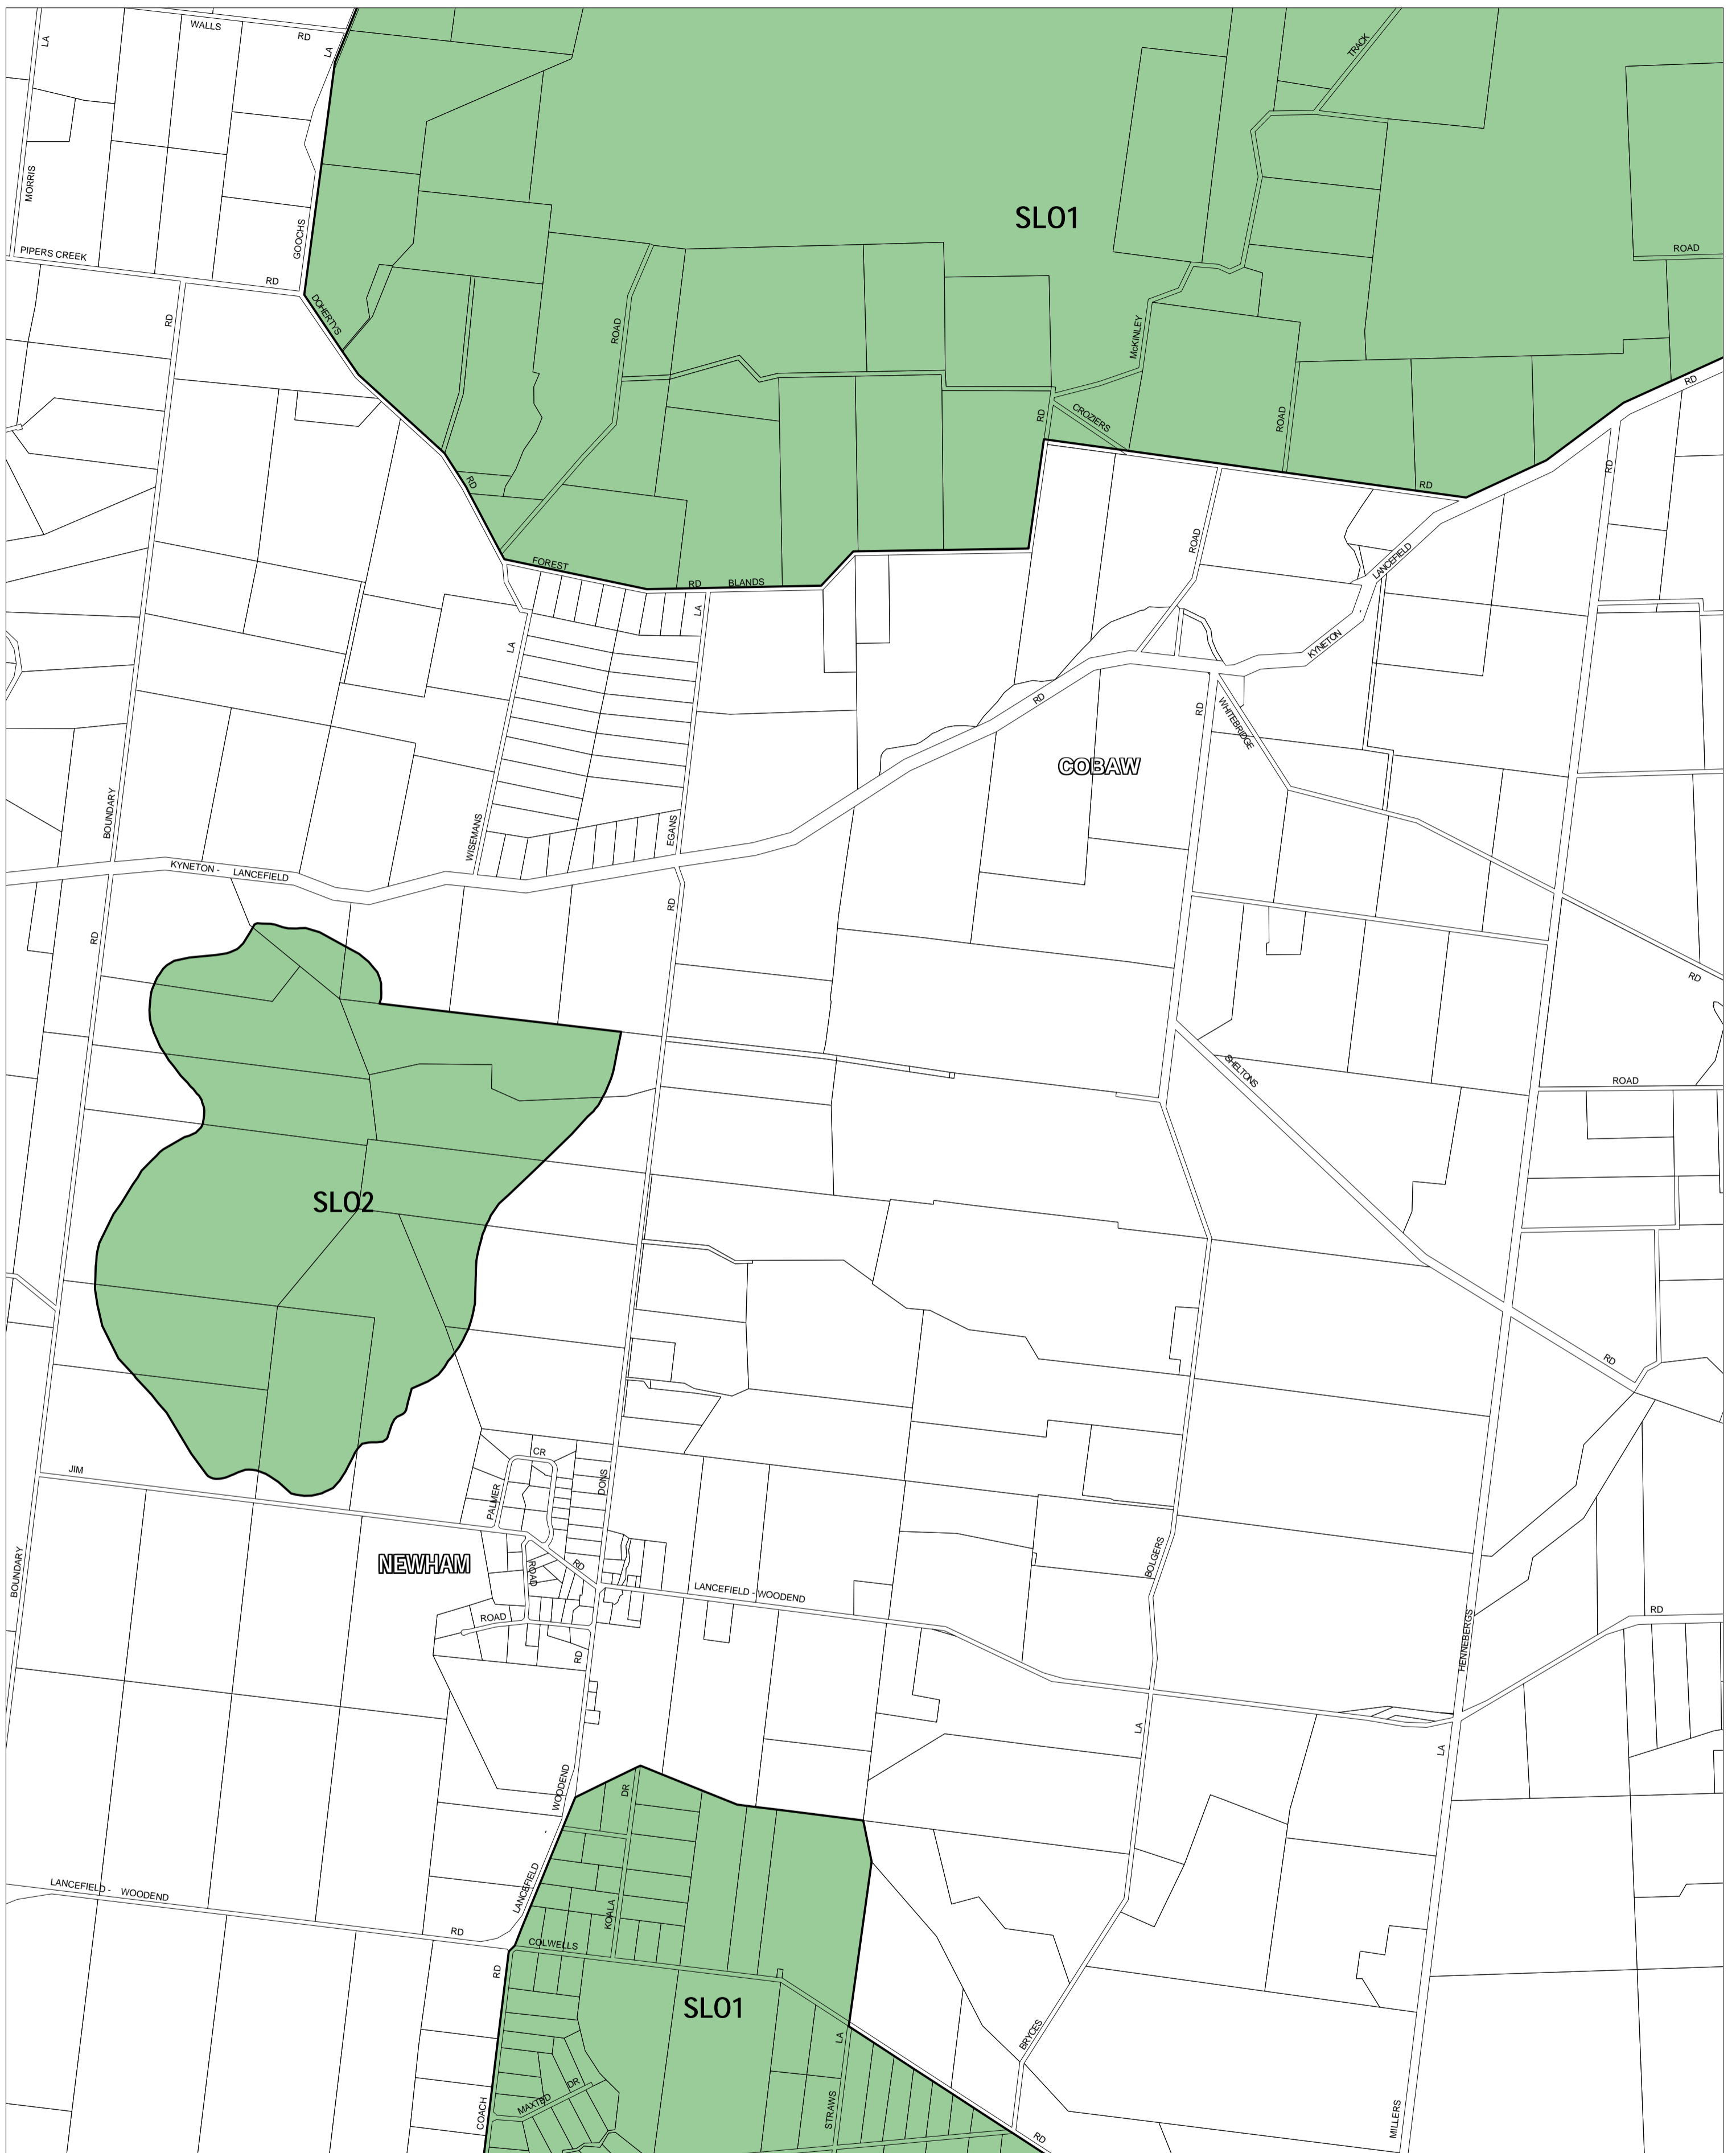 WALLS
RD
LA
LA
TRACK
MORRIS
SLO1
GOOCHS
PIPERS CREEK
RD
ROAD
DOHERTYS
RD
ROAD
McKINLEY
RD
CROZIERS
ROAD
RD
RD
RD
RD
ROAD
LANCEFIELD
FOREST
RD
BLANDS
LA
LA
KYNETON
RD
RD
WHITEBRIDGE
COBAW
BOUNDARY
WISEMANS
EGANS
KYNETON - LANCEFIELD
RD
RD
RD
SHELTONS
ROAD
SLO2
RD
JIM
CR
PALMER
DONS
NEWHAM
ROAD
RD
BOLGERS
BOUNDARY
LANCEFIELD - WOODEND
ROAD
RD
RD
HENNEBERGS
LA
LA
WOODEND
DR
LANCEFIELD - WOODEND
LANCEFIELD
KOALA
RD
COLWELLS
RD
SLO1
LA
BRYCES
MAXTED
DR
COACH
STRAWS
MILLERS
RD